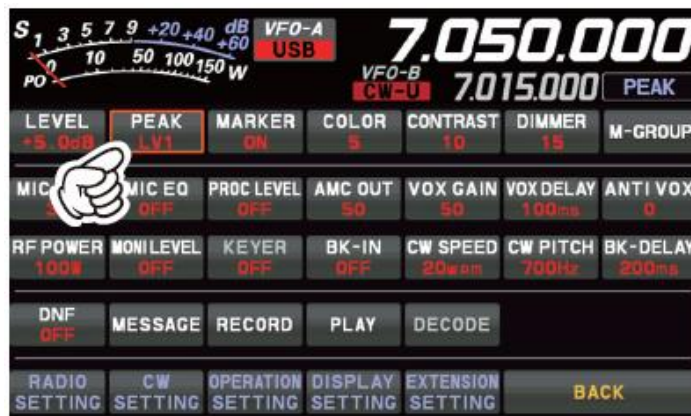 S 1 3 5 7 9 +20 +40 +60 dB VFO-A 7.050.000
USB
PO 0 10 50 100 150 W VFO-B 7.015.000 PEAK
CW-U
LEVEL PEAK MARKER COLOR CONTRAST DIMMER M-GROUP
+5.0dB LV1 ON 5 10 15
MIC EQ PROC LEVEL AMC OUT VOX GAIN VOX DELAY ANTI VOX
OFF OFF 50 50 100ms 0
RF POWER MONI LEVEL KEYER BK-IN CW SPEED CW PITCH BK-DELAY
100W OFF OFF OFF 20wpm 700Hz 200ms
DNF MESSAGE RECORD PLAY DECODE
OFF
RADIO CW OPERATION DISPLAY EXTENSION BACK
SETTING SETTING SETTING SETTING SETTING